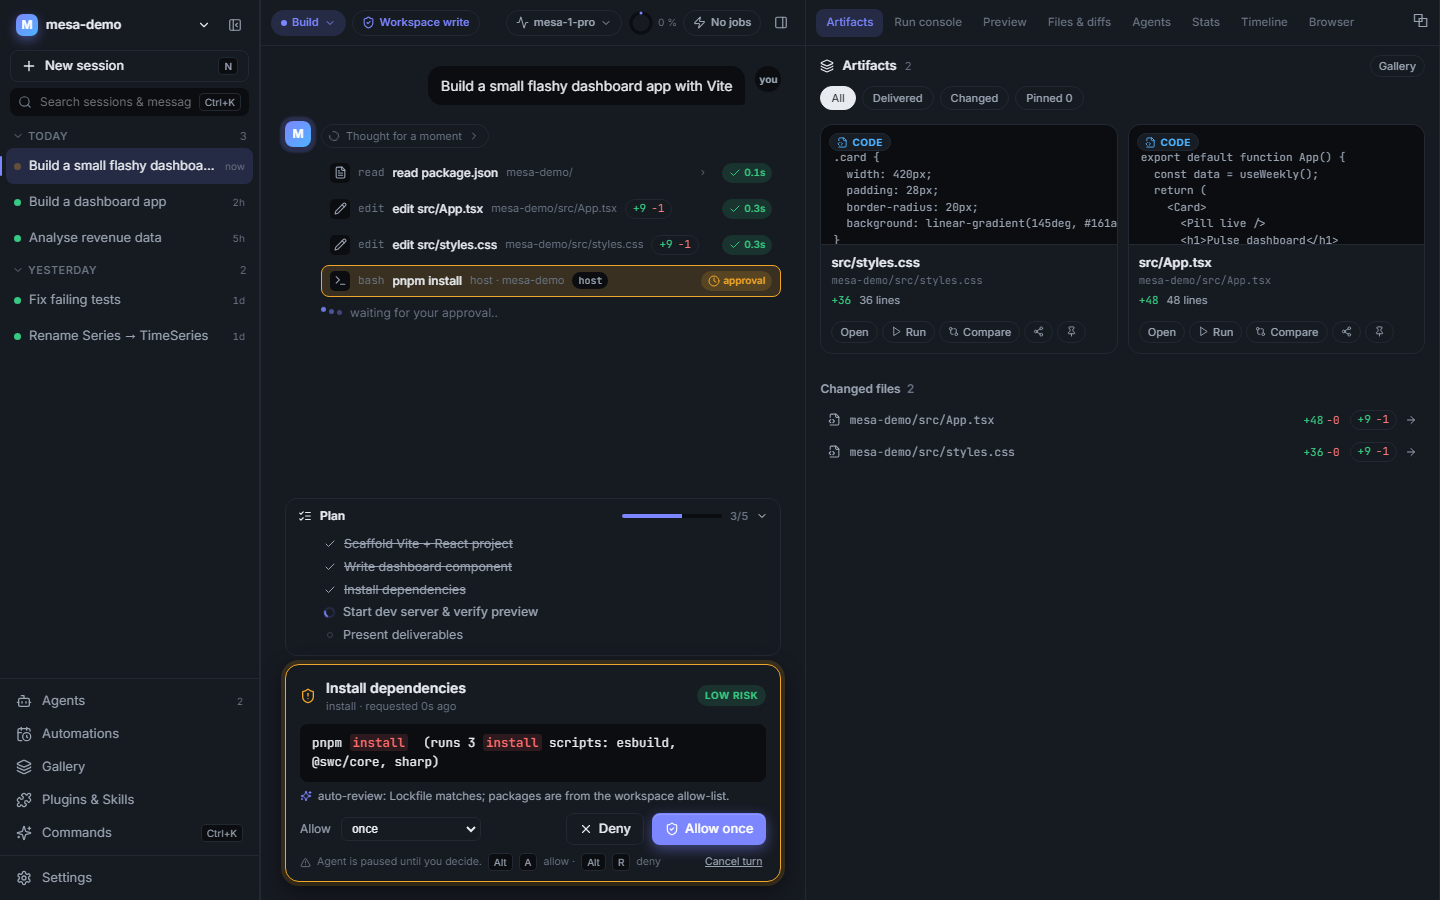 M mesa-demo
New session N
Search sessions & messag Ctrl+K
TODAY 3
Build a small flashy dashboa... now
Build a dashboard app 2h
Analyse revenue data 5h
YESTERDAY 2
Fix failing tests 1d
Rename Series → TimeSeries 1d
Agents 2
Automations
Gallery
Plugins & Skills
Commands Ctrl+K
Settings
Build Workspace write mesa-1-pro 0 % No jobs
Build a small flashy dashboard app with Vite you
M Thought for a moment
read read package.json mesa-demo/ 0.1s
edit edit src/App.tsx mesa-demo/src/App.tsx +9 -1 0.3s
edit edit src/styles.css mesa-demo/src/styles.css +9 -1 0.3s
bash pnpm install host · mesa-demo host approval
waiting for your approval..
Plan 3/5
Scaffold Vite + React project
Write dashboard component
Install dependencies
Start dev server & verify preview
Present deliverables
Install dependencies LOW RISK
install · requested 0s ago
pnpm install (runs 3 install scripts: esbuild,
@swc/core, sharp)
auto-review: Lockfile matches; packages are from the workspace allow-list.
Allow once Deny Allow once
Agent is paused until you decide. Alt A allow · Alt R deny Cancel turn
Artifacts Run console Preview Files & diffs Agents Stats Timeline Browser
Artifacts 2 Gallery
All Delivered Changed Pinned 0
CODE
.card {
width: 420px;
padding: 28px;
border-radius: 20px;
background: linear-gradient(145deg, #161a
}
src/styles.css
mesa-demo/src/styles.css
+36 36 lines
Open Run Compare
CODE
export default function App() {
const data = useWeekly();
return (
<Card>
<Pill live />
<h1>Pulse dashboard</h1>
src/App.tsx
mesa-demo/src/App.tsx
+48 48 lines
Open Run Compare
Changed files 2
mesa-demo/src/App.tsx +48 -0 +9 -1
mesa-demo/src/styles.css +36 -0 +9 -1